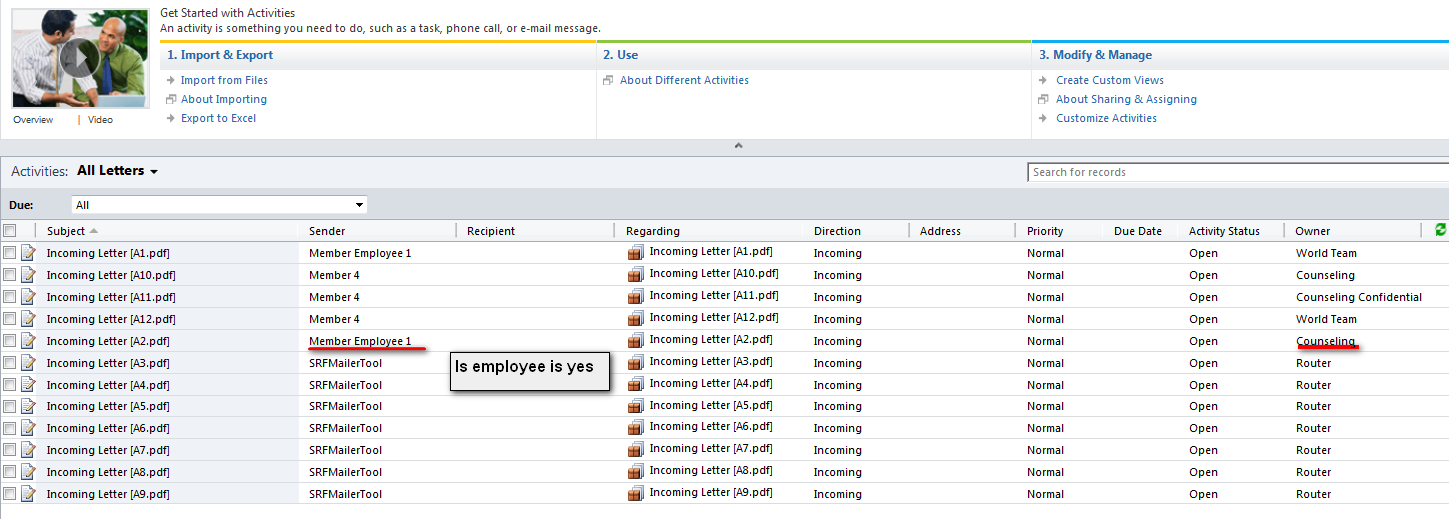 Get Started with Activities
An activity is something you need to do, such as a task, phone call, or e-mail message.
1. Import & Export 2. Use 3. Modify & Manage
Import from Files About Different Activities Create Custom Views
About Importing About Sharing & Assigning
Export to Excel Customize Activities
Overview | Video
Activities: All Letters Search for records
Due: All
Subject Sender Recipient Regarding Direction Address Priority Due Date Activity Status Owner
Incoming Letter [A1.pdf] Member Employee 1 Incoming Letter [A1.pdf] Incoming Normal Open World Team
Incoming Letter [A10.pdf] Member 4 Incoming Letter [A10.pdf] Incoming Normal Open Counseling
Incoming Letter [A11.pdf] Member 4 Incoming Letter [A11.pdf] Incoming Normal Open Counseling Confidential
Incoming Letter [A12.pdf] Member 4 Incoming Letter [A12.pdf] Incoming Normal Open World Team
Incoming Letter [A2.pdf] Member Employee 1 Incoming Letter [A2.pdf] Incoming Normal Open Counseling
Incoming Letter [A3.pdf] SRFMailerTool Incoming Letter [A3.pdf] Incoming Normal Open Router
Is employee is yes
Incoming Letter [A4.pdf] SRFMailerTool Incoming Letter [A4.pdf] Incoming Normal Open Router
Incoming Letter [A5.pdf] SRFMailerTool Incoming Letter [A5.pdf] Incoming Normal Open Router
Incoming Letter [A6.pdf] SRFMailerTool Incoming Letter [A6.pdf] Incoming Normal Open Router
Incoming Letter [A7.pdf] SRFMailerTool Incoming Letter [A7.pdf] Incoming Normal Open Router
Incoming Letter [A8.pdf] SRFMailerTool Incoming Letter [A8.pdf] Incoming Normal Open Router
Incoming Letter [A9.pdf] SRFMailerTool Incoming Letter [A9.pdf] Incoming Normal Open Router